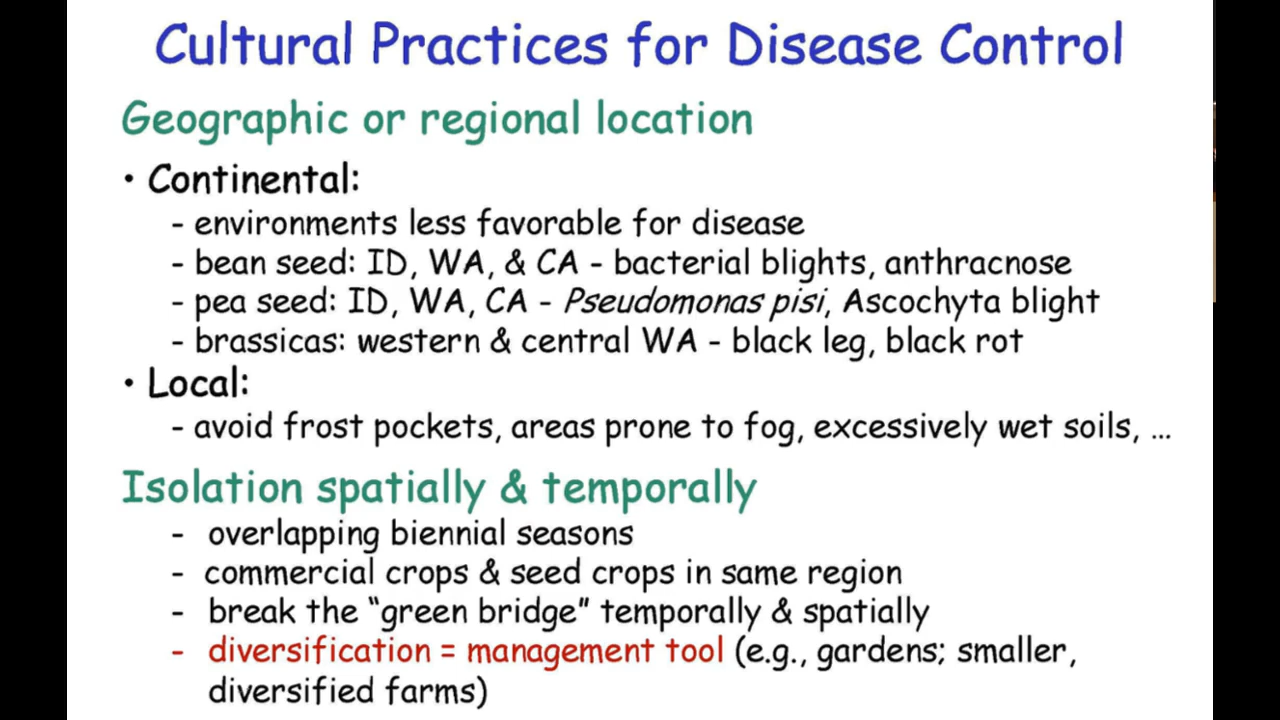 Cultural Practices for Disease Control
Geographic or regional location
• Continental:
- environments less favorable for disease
- bean seed: ID, WA, & CA - bacterial blights, anthracnose
- pea seed: ID, WA, CA - Pseudomonas pisi, Ascochyta blight
- brassicas: western & central WA - black leg, black rot
• Local:
- avoid frost pockets, areas prone to fog, excessively wet soils, …
Isolation spatially & temporally
- overlapping biennial seasons
- commercial crops & seed crops in same region
- break the “green bridge” temporally & spatially
- diversification = management tool (e.g., gardens; smaller,
diversified farms)